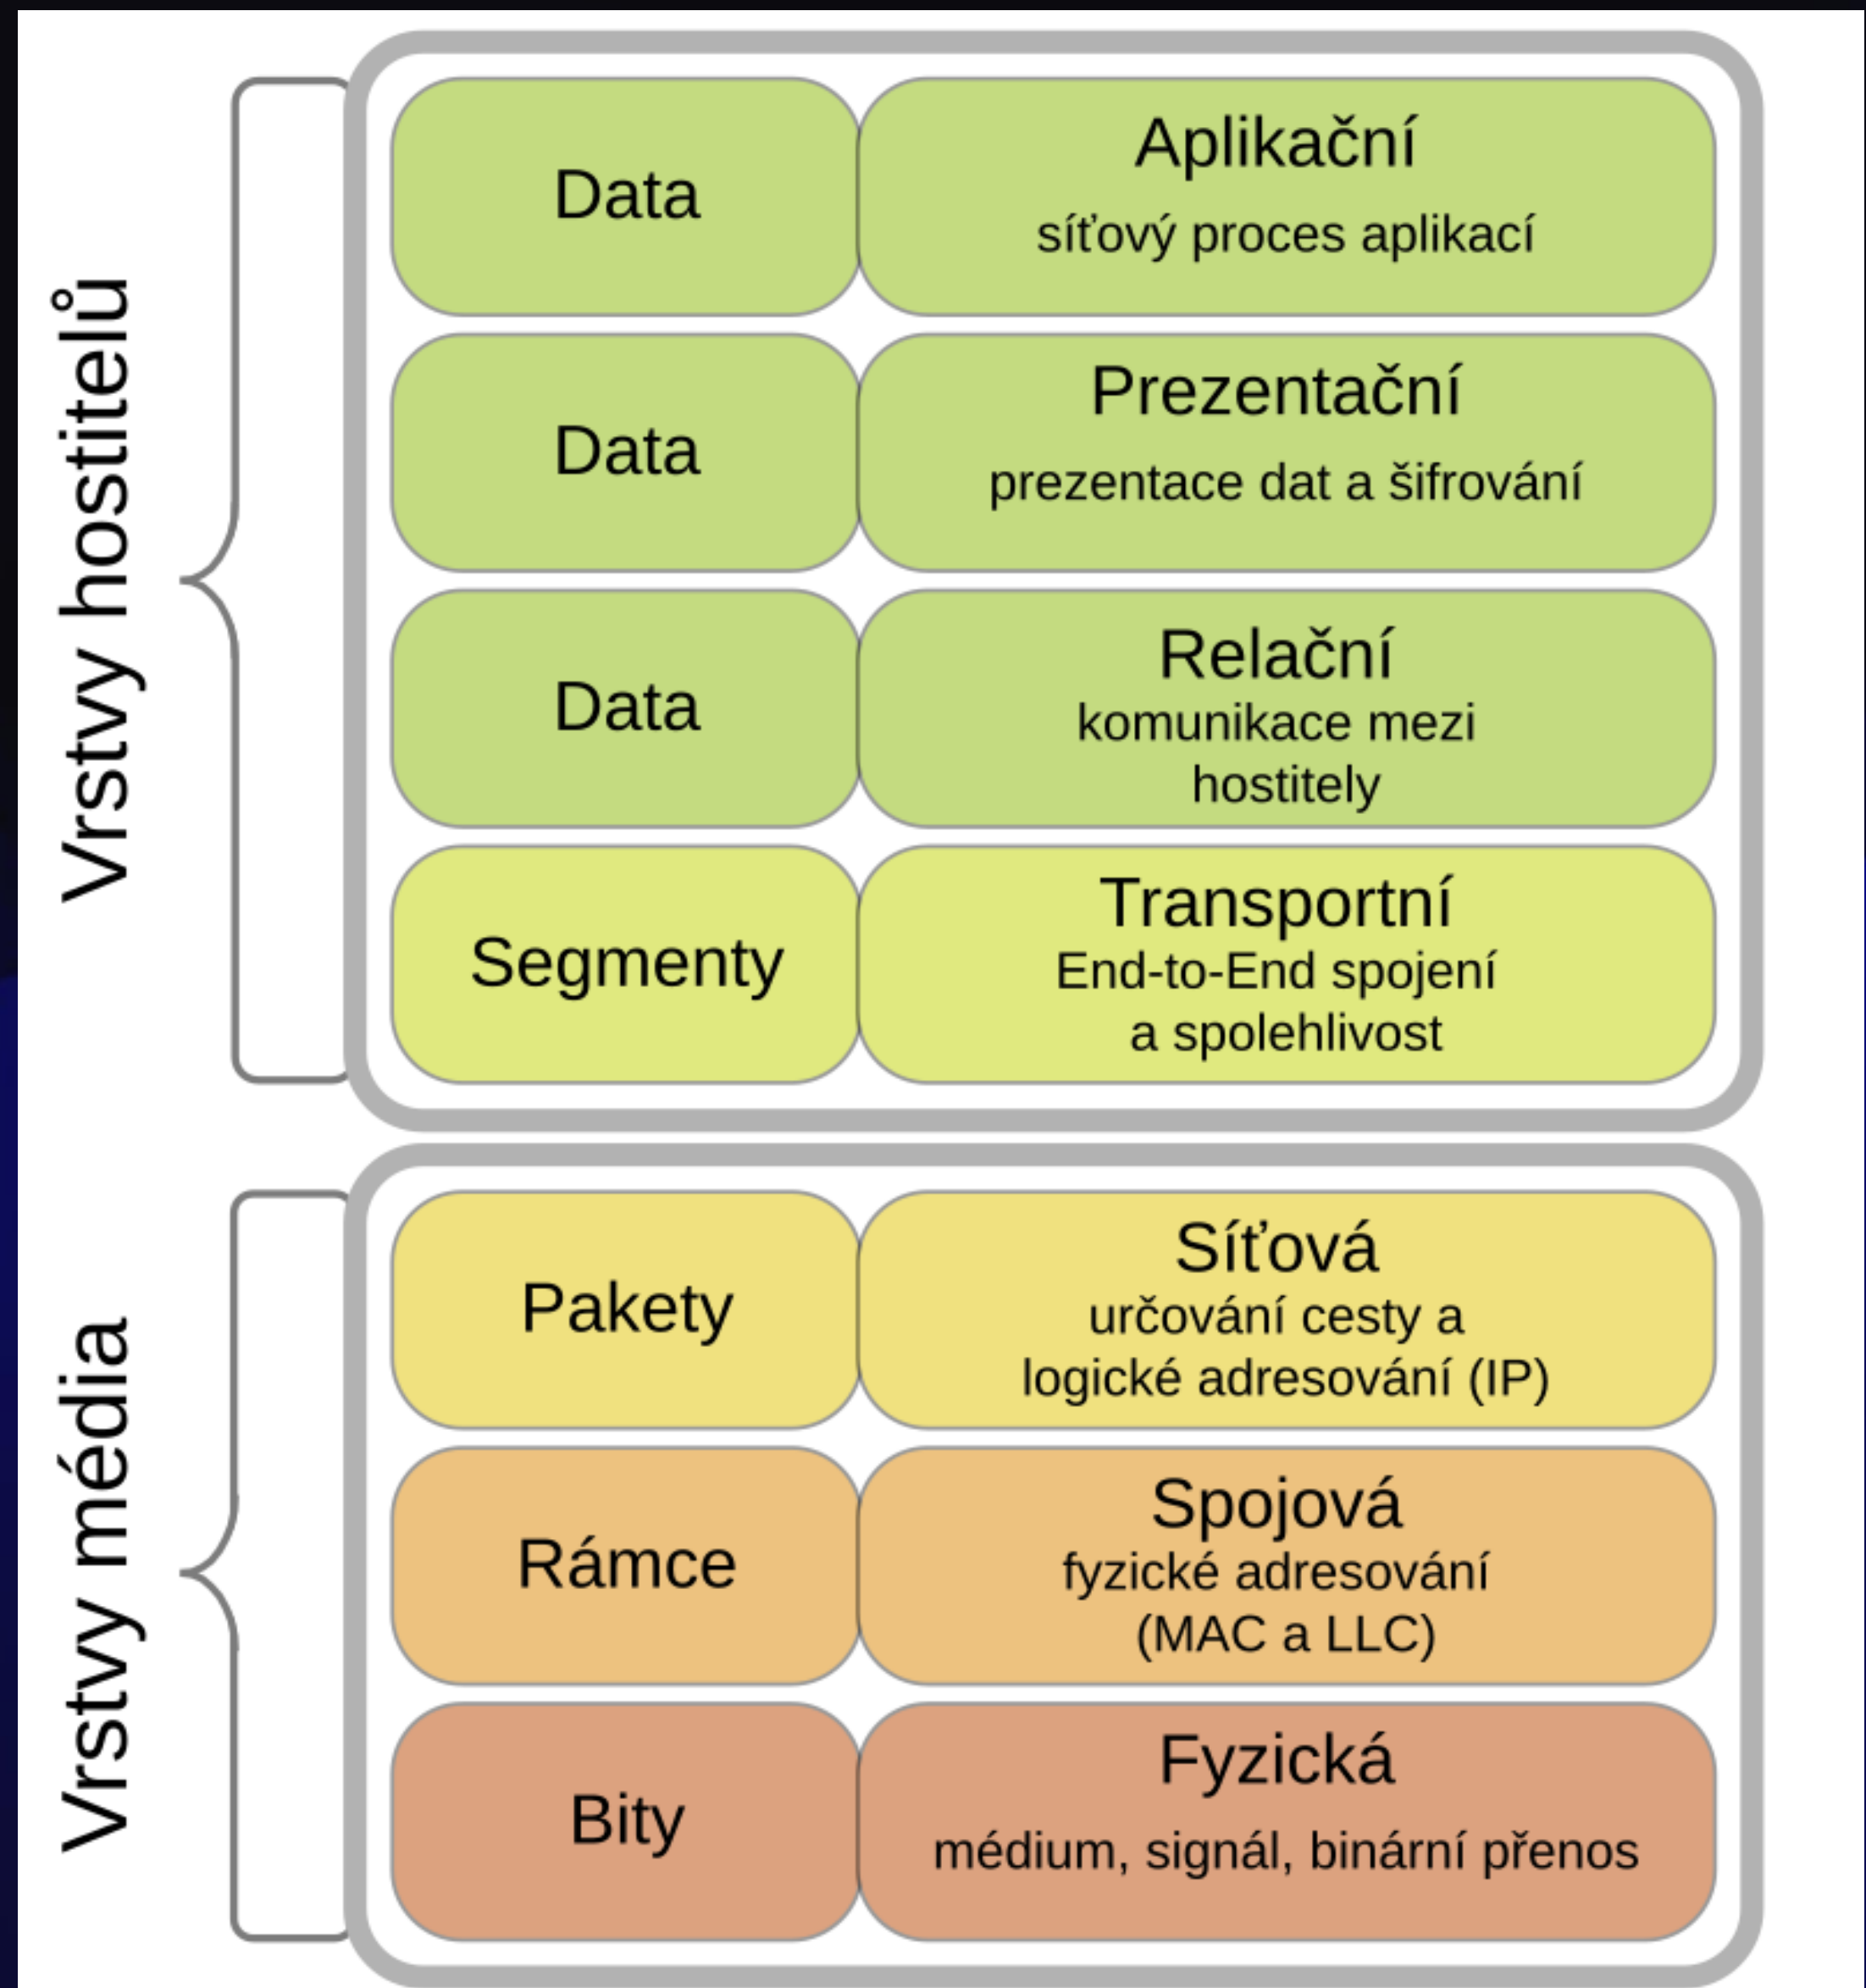 Vrstvy hostitelů
Data
Aplikační
síťový proces aplikací
Data
Prezentační
prezentace dat a šifrování
Data
Relační
komunikace mezi
hostitely
Segmenty
Transportní
End-to-End spojení
a spolehlivost
Vrstvy média
Pakety
Síťová
určování cesty a
logické adresování (IP)
Rámce
Spojová
fyzické adresování
(MAC a LLC)
Bity
Fyzická
médium, signál, binární přenos